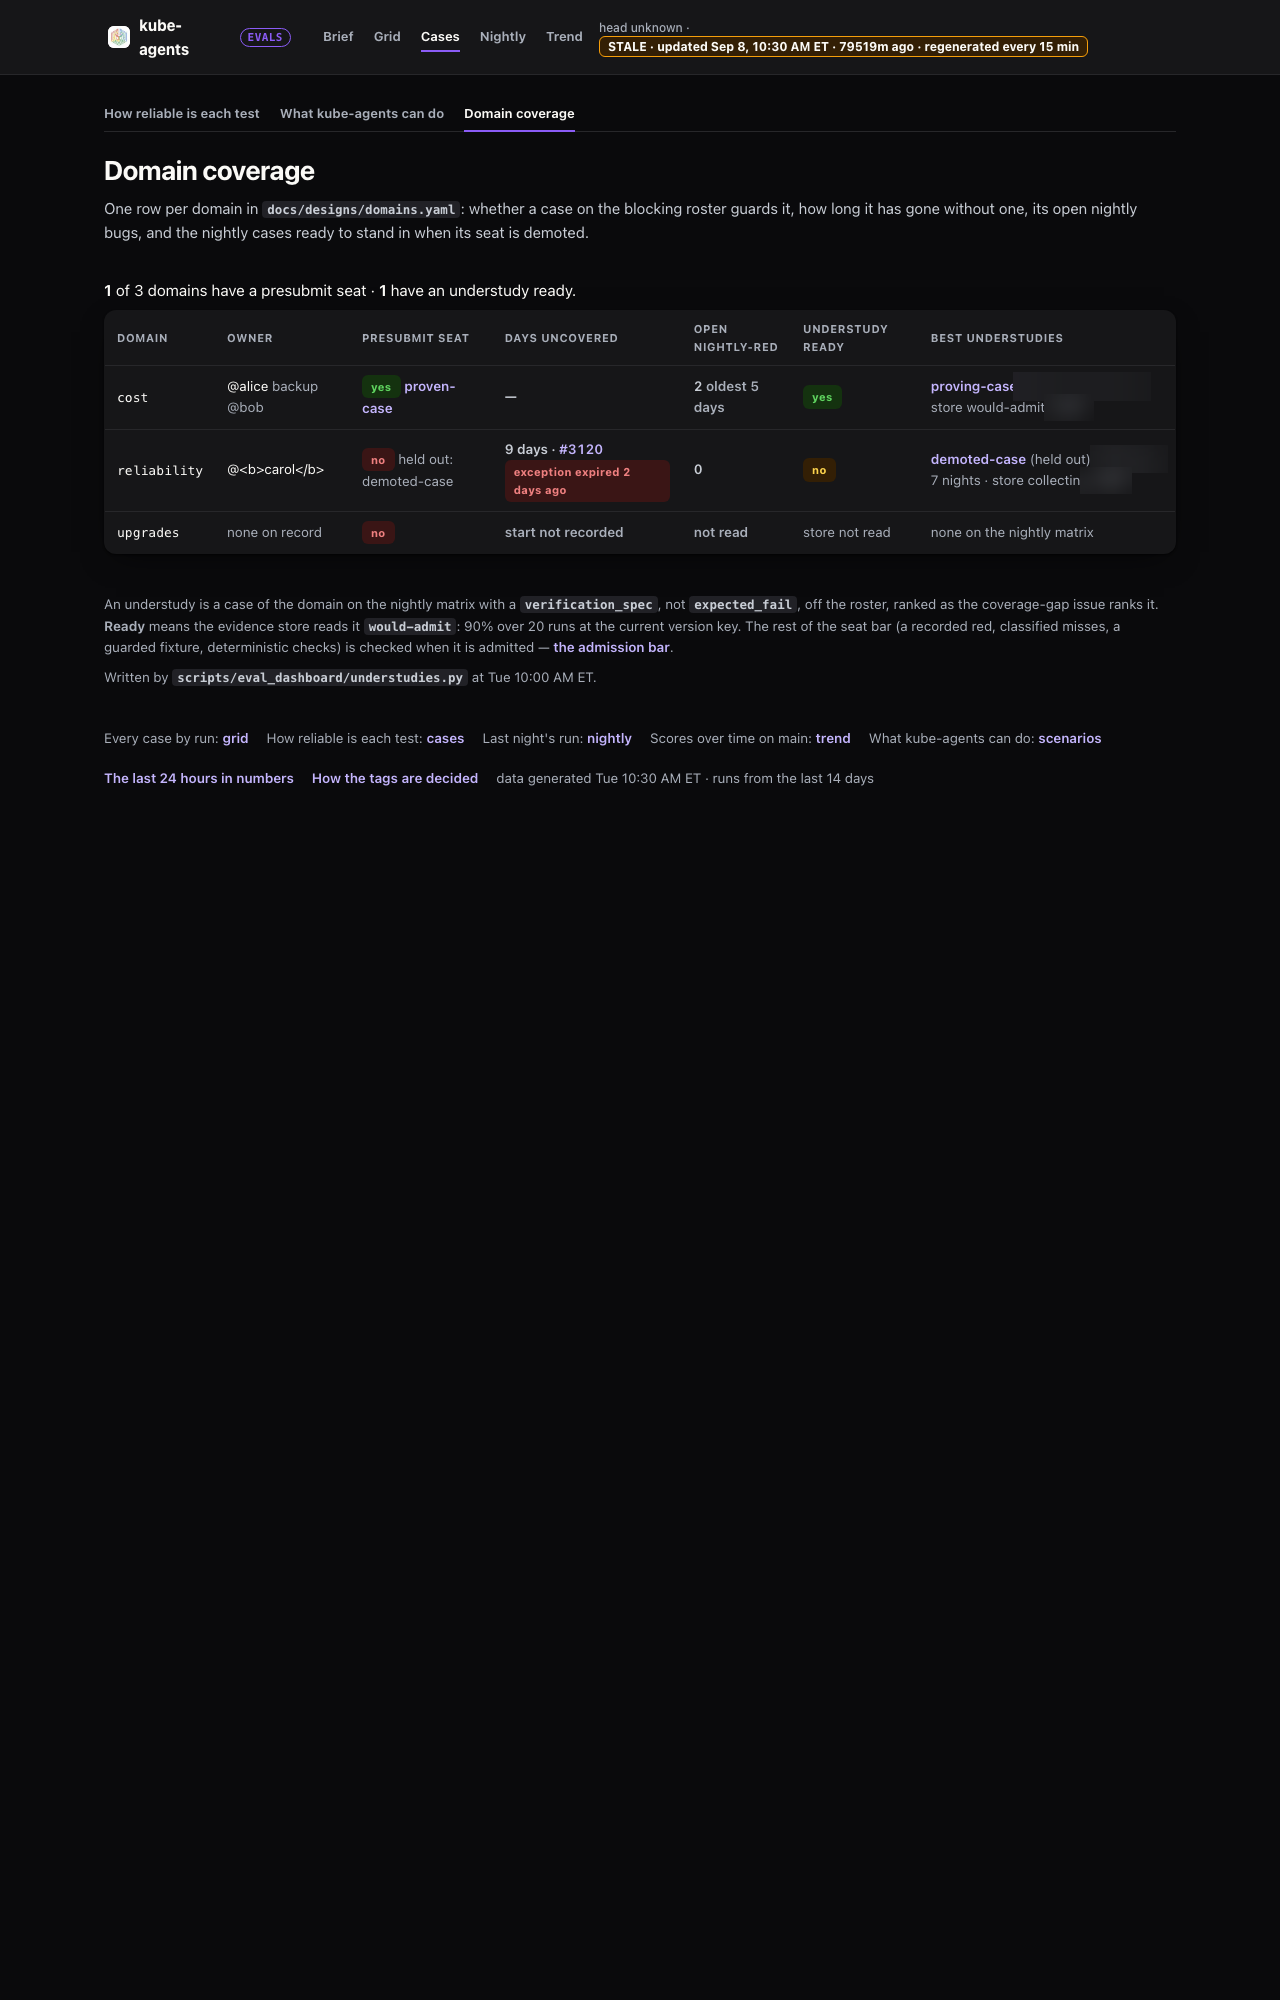 kube-
agents
EVALS
Brief Grid Cases Nightly Trend
head unknown ·
STALE · updated Sep 8, 10:30 AM ET · 79519m ago · regenerated every 15 min
How reliable is each test What kube-agents can do Domain coverage
Domain coverage
One row per domain in docs/designs/domains.yaml: whether a case on the blocking roster guards it, how long it has gone without one, its open nightly
bugs, and the nightly cases ready to stand in when its seat is demoted.
1 of 3 domains have a presubmit seat · 1 have an understudy ready.
DOMAIN OWNER PRESUBMIT SEAT DAYS UNCOVERED OPEN NIGHTLY-RED UNDERSTUDY READY BEST UNDERSTUDIES
cost
@alice backup
@bob
yes proven-
case
—
2 oldest 5
days
yes
proving-case
store would-admit
reliability
@<b>carol</b>
no held out:
demoted-case
9 days · #3120
exception expired 2
days ago
0
no
demoted-case (held out)
7 nights · store
upgrades none on record no start not recorded not read store not read none on the nightly matrix
An understudy is a case of the domain on the nightly matrix with a verification_spec, not expected_fail, off the roster, ranked as the coverage-gap issue ranks it.
Ready means the evidence store reads it would-admit: 90% over 20 runs at the current version key. The rest of the seat bar (a recorded red, classified misses, a
guarded fixture, deterministic checks) is checked when it is admitted — the admission bar.
Written by scripts/eval_dashboard/understudies.py at Tue 10:00 AM ET.
Every case by run: grid How reliable is each test: cases Last night's run: nightly Scores over time on main: trend What kube-agents can do: scenarios
The last 24 hours in numbers How the tags are decided data generated Tue 10:30 AM ET · runs from the last 14 days